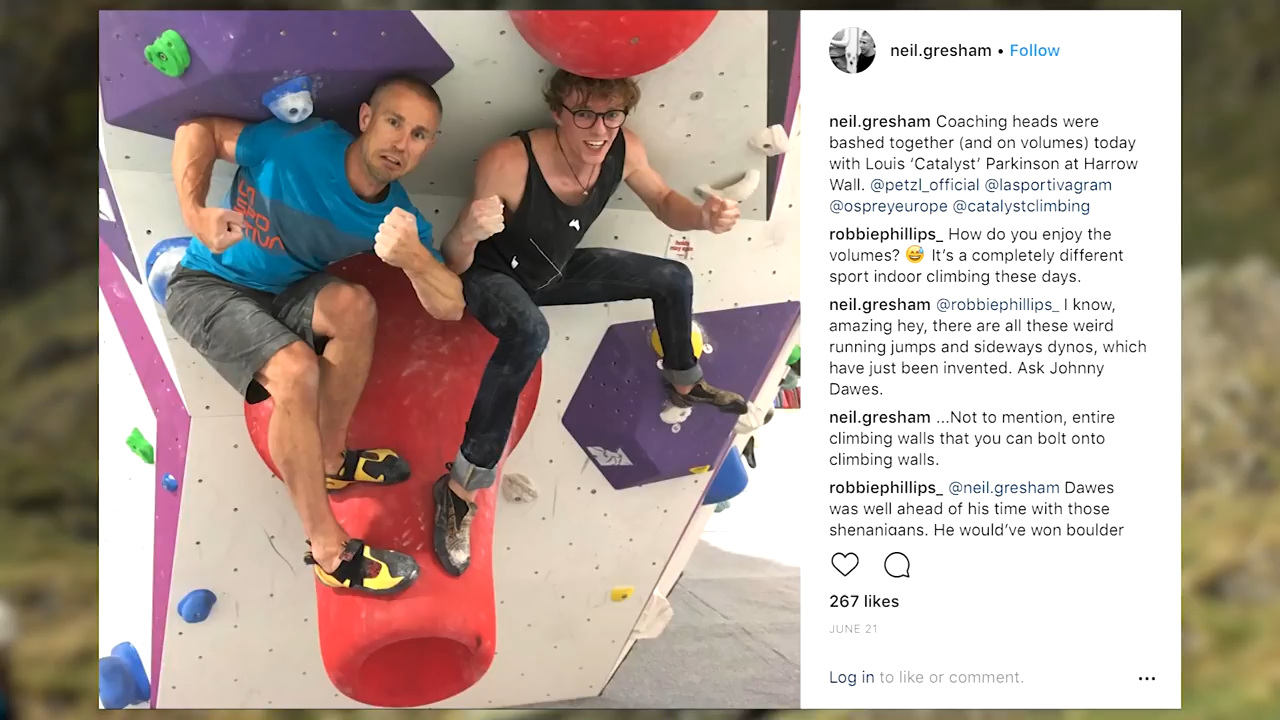 neil.gresham • Follow
neil.gresham Coaching heads were
bashed together (and on volumes) today
with Louis ‘Catalyst’ Parkinson at Harrow
Wall. @petzl_official @lasportivagram
@ospreyeurope @catalystclimbing
robbiephillips_ How do you enjoy the
volumes? 😅 It’s a completely different
sport indoor climbing these days.
neil.gresham @robbiephillips_ I know,
amazing hey, there are all these weird
running jumps and sideways dynos, which
have just been invented. Ask Johnny
Dawes.
neil.gresham ...Not to mention, entire
climbing walls that you can bolt onto
climbing walls.
robbiephillips_ @neil.gresham Dawes
was well ahead of his time with those
shenanigans. He would’ve won boulder
267 likes
JUNE 21
Log in to like or comment.
LA
SPO
TIVA